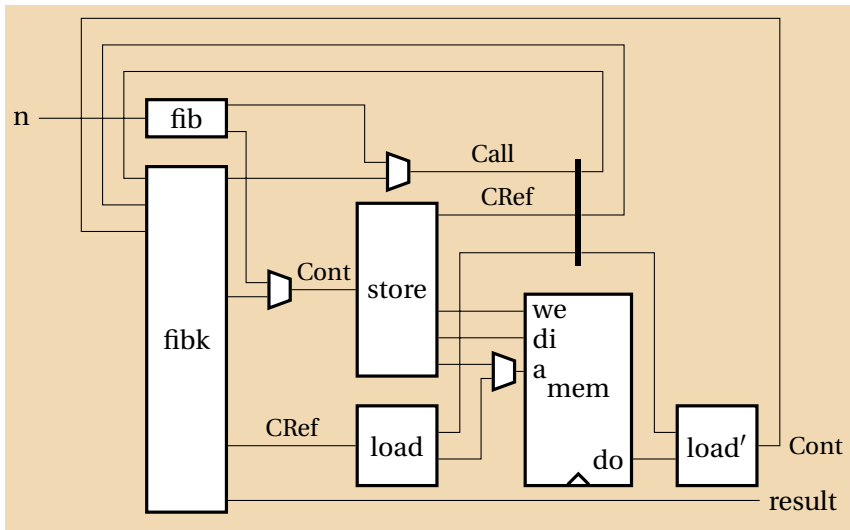 n
fib
Call
CRef
Cont
store
we
di
a
mem
fibk
CRef
load
do
load′
Cont
result